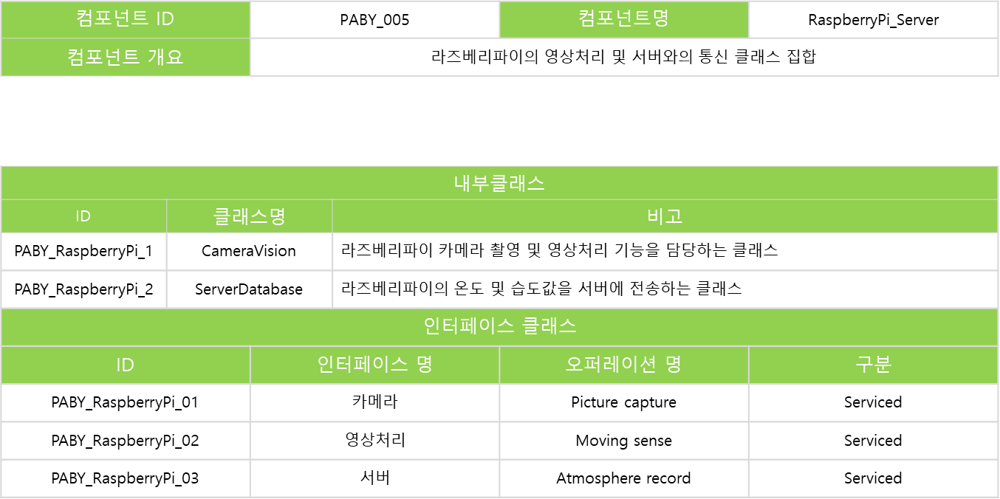 컴포넌트 ID PABY_005 컴포넌트명 RaspberryPi_Server
컴포넌트 개요 라즈베리파이의 영상처리 및 서버와의 통신 클래스 집합
내부클래스
ID 클래스명 비고
PABY_RaspberryPi_1 CameraVision 라즈베리파이 카메라 촬영 및 영상처리 기능을 담당하는 클래스
PABY_RaspberryPi_2 ServerDatabase 라즈베리파이의 온도 및 습도값을 서버에 전송하는 클래스
인터페이스 클래스
ID 인터페이스 명 오퍼레이션 명 구분
PABY_RaspberryPi_01 카메라 Picture capture Serviced
PABY_RaspberryPi_02 영상처리 Moving sense Serviced
PABY_RaspberryPi_03 서버 Atmosphere record Serviced